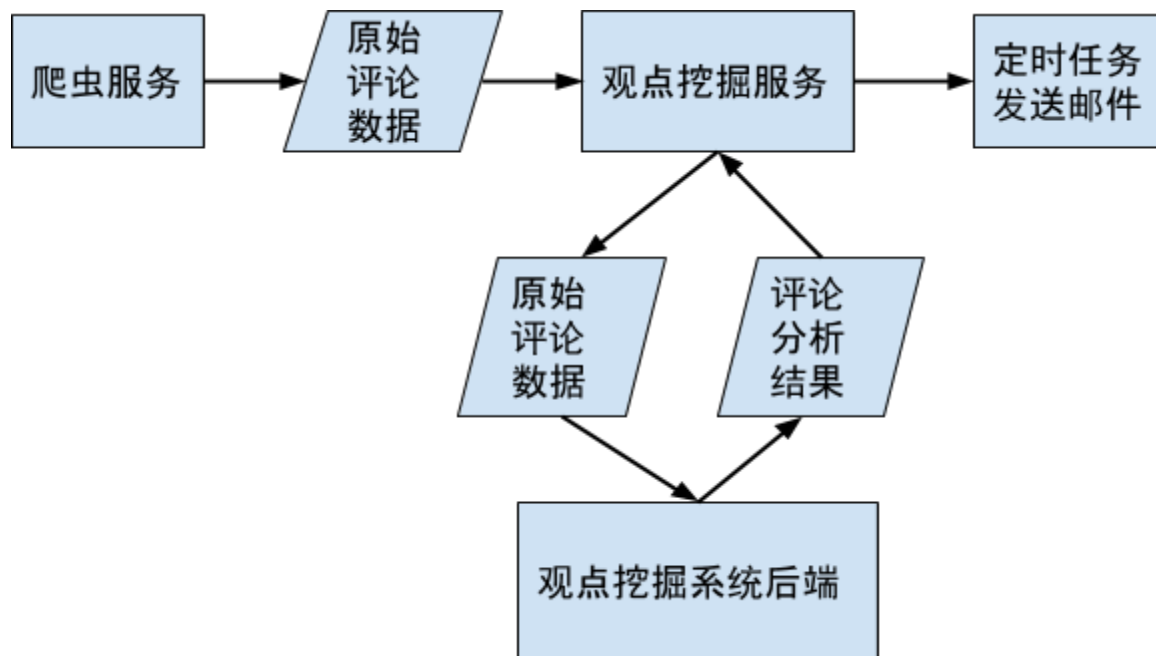 爬虫服务
原始
评论
数据
观点挖掘服务
定时任务
发送邮件
原始
评论
数据
评论
分析
结果
观点挖掘系统后端